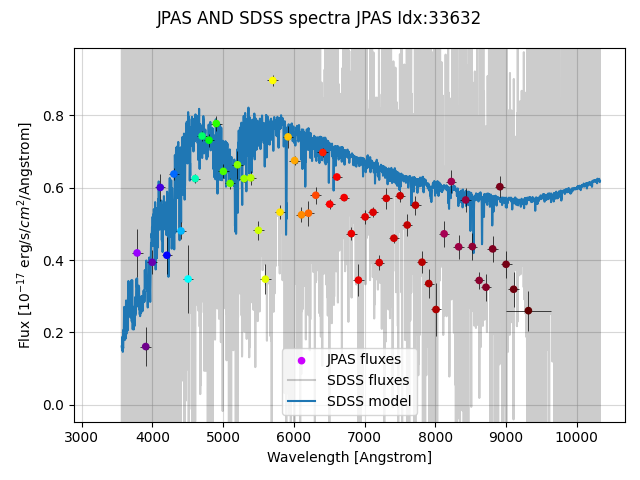 JPAS AND SDSS spectra JPAS Idx:33632
Flux [10⁻¹⁷ erg/s/cm²/Angstrom]
0.8
0.6
0.4
0.2
0.0
JPAS fluxes
SDSS fluxes
SDSS model
3000 4000 5000 6000 7000 8000 9000 10000
Wavelength [Angstrom]